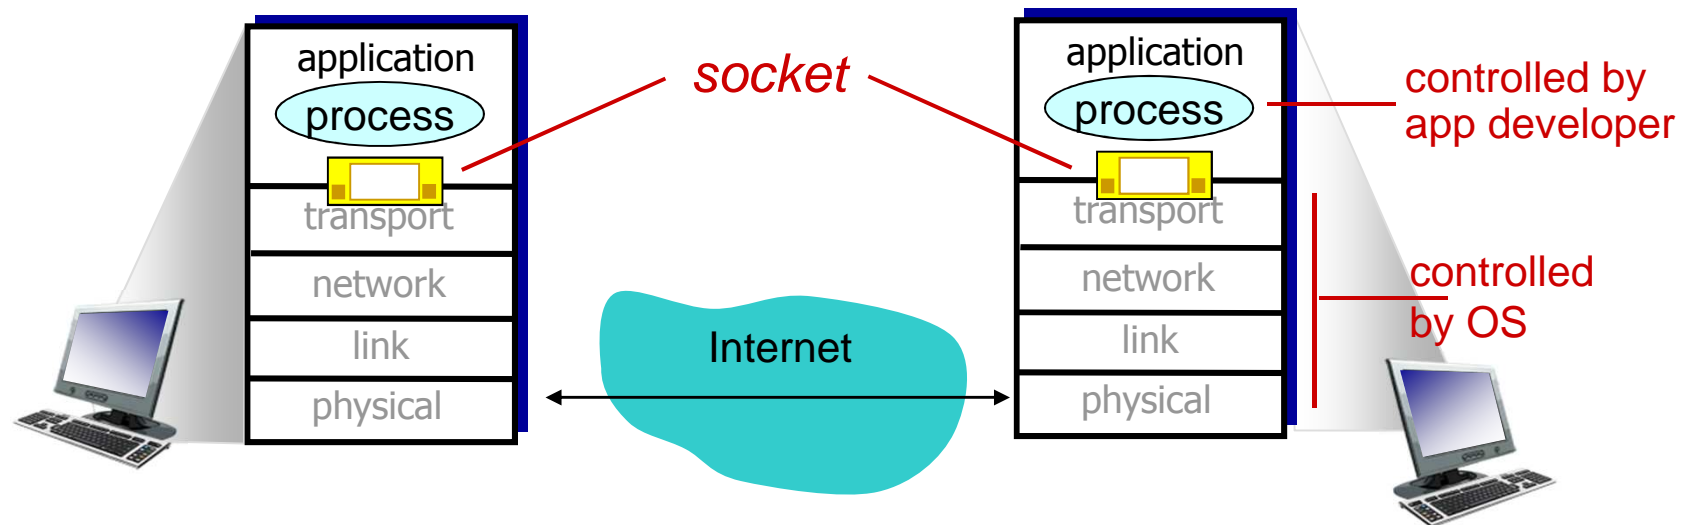 application
process
transport
network
link
physical
socket
Internet
application
process
transport
network
link
physical
controlled by
app developer
controlled
by OS